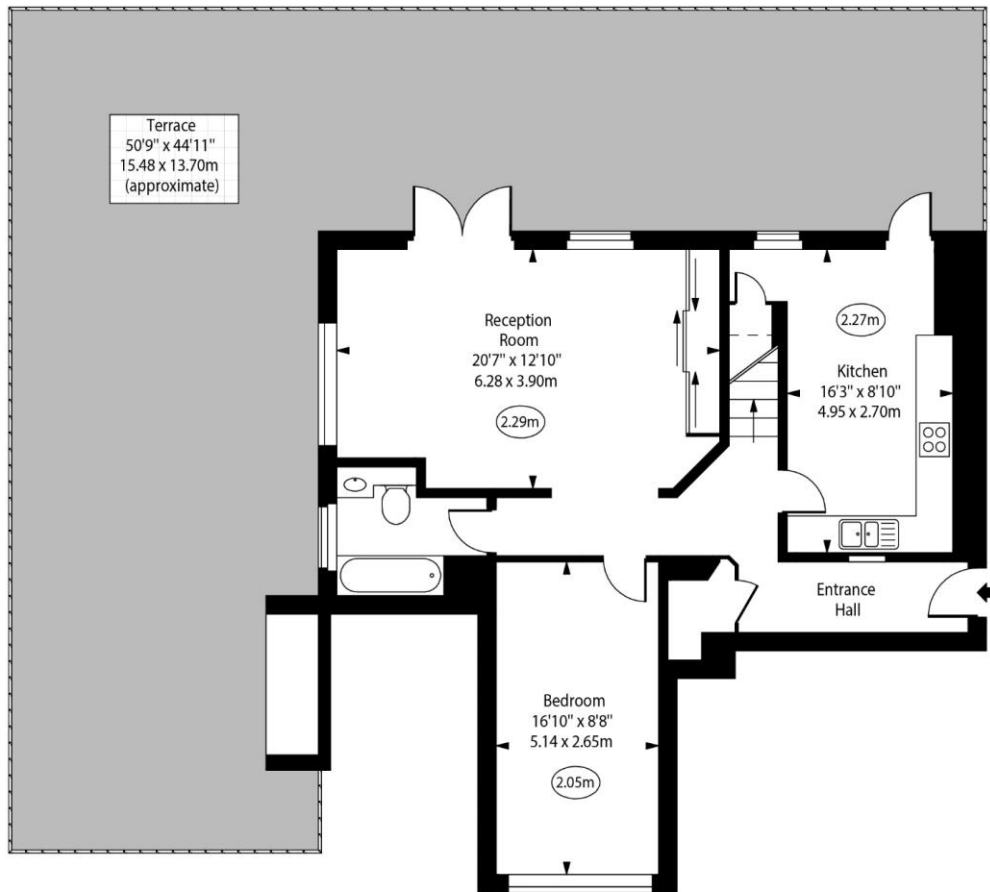 Terrace
50'9" x 44'11"
15.48 x 13.70m
(approximate)
Reception
Room
20'7" x 12'10"
6.28 x 3.90m
2.29m
2.27m
Kitchen
16'3" x 8'10"
4.95 x 2.70m
Entrance
Hall
Bedroom
16'10" x 8'8"
5.14 x 2.65m
2.05m